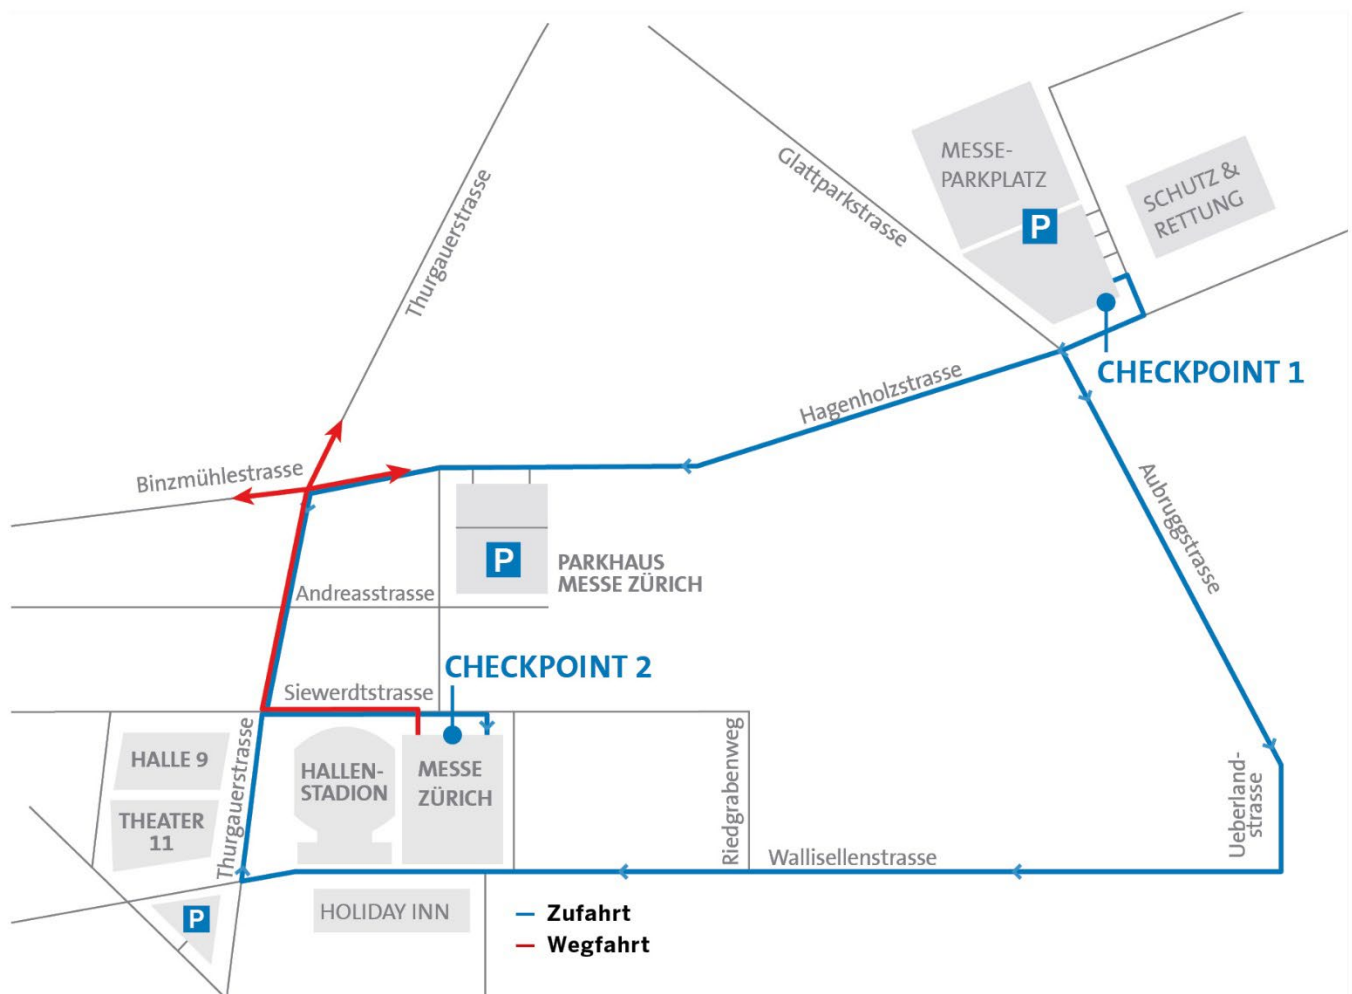 MESSE-
PARKPLATZ
P
SCHUTZ &
RETTUNG
Glattparkstrasse
Thurgauerstrasse
CHECKPOINT 1
Hagenholzstrasse
Binzmühlestrasse
Aubruggstrasse
P
PARKHAUS
MESSE ZÜRICH
Andreasstrasse
CHECKPOINT 2
Siewerdtstrasse
HALLE 9
THEATER
11
Thurgauerstrasse
HALLEN-
STADION
MESSE
ZÜRICH
Riedgrabenweg
Ueberland-
strasse
Wallisellenstrasse
P
HOLIDAY INN
Zufahrt
Wegfahrt